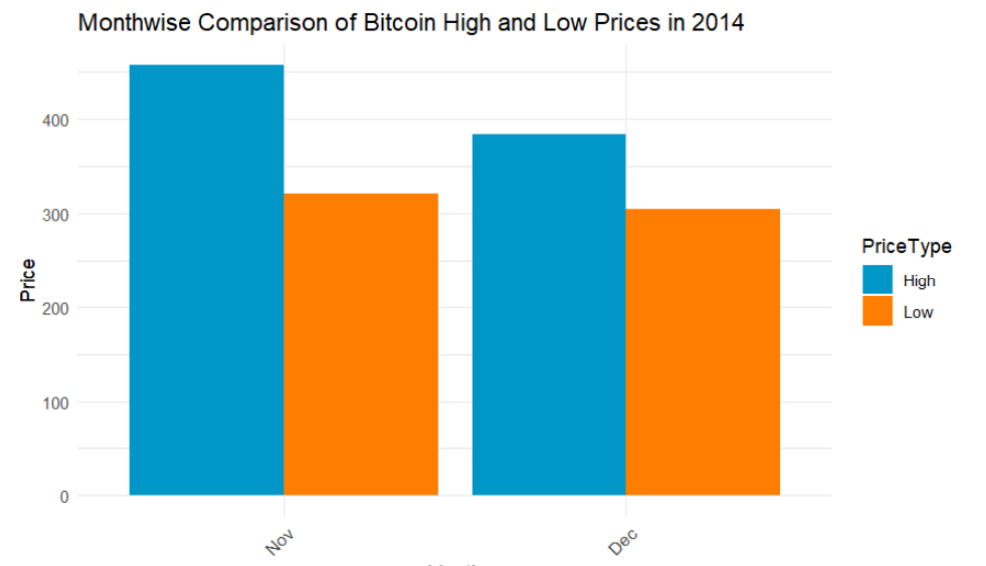 Monthwise Comparison of Bitcoin High and Low Prices in 2014
400
300
200
100
0
Price
Nov
Dec
PriceType
High
Low